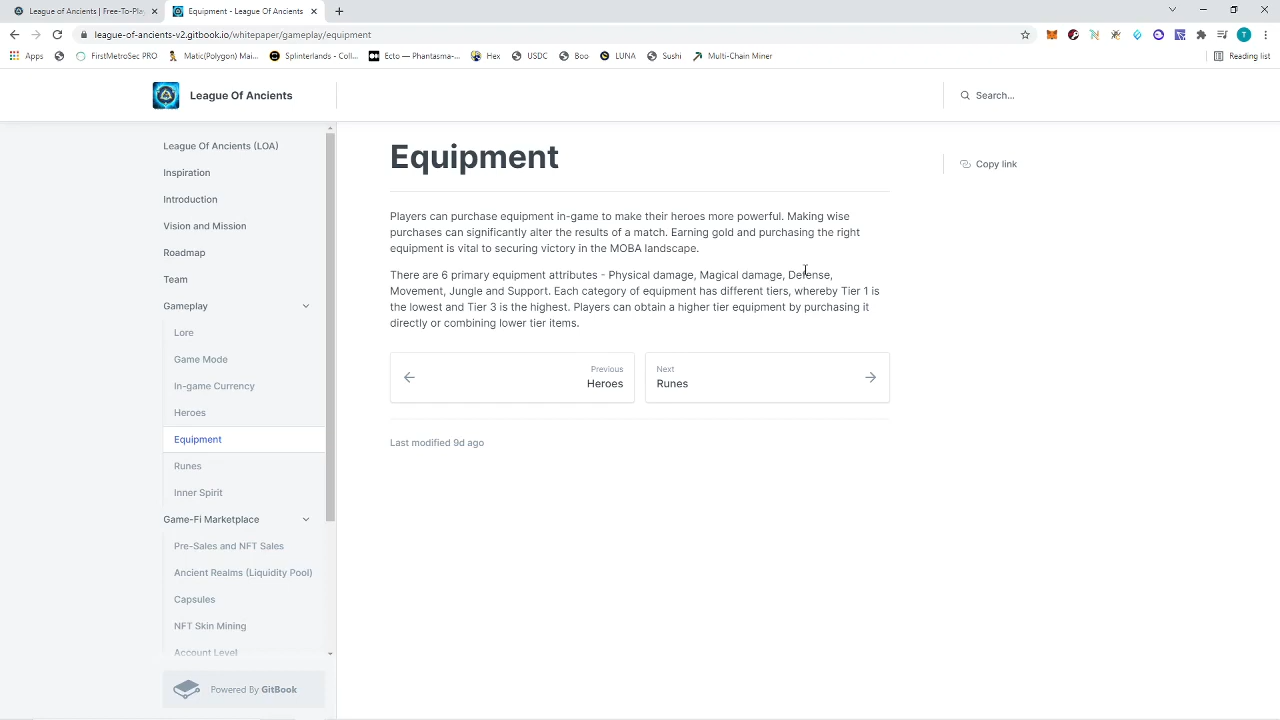 League of Ancients | Free-To-Play
Equipment - League Of Ancients
league-of-ancients-v2.gitbook.io/whitepaper/gameplay/equipment
Apps
FirstMetroSec PRO
Matic(Polygon) Mai...
Splinterlands - Coll...
Ecto — Phantasma-...
Hex
USDC
Boo
LUNA
Sushi
Multi-Chain Miner
Reading list
League Of Ancients
Search...
League Of Ancients (LOA)
Inspiration
Introduction
Vision and Mission
Roadmap
Team
Gameplay
Lore
Game Mode
In-game Currency
Heroes
Equipment
Runes
Inner Spirit
Game-Fi Marketplace
Pre-Sales and NFT Sales
Ancient Realms (Liquidity Pool)
Capsules
NFT Skin Mining
Account Level
Powered By GitBook
Equipment
Copy link
Players can purchase equipment in-game to make their heroes more powerful. Making wise
purchases can significantly alter the results of a match. Earning gold and purchasing the right
equipment is vital to securing victory in the MOBA landscape.
There are 6 primary equipment attributes - Physical damage, Magical damage, Defense,
Movement, Jungle and Support. Each category of equipment has different tiers, whereby Tier 1 is
the lowest and Tier 3 is the highest. Players can obtain a higher tier equipment by purchasing it
directly or combining lower tier items.
Previous
Heroes
Next
Runes
Last modified 9d ago